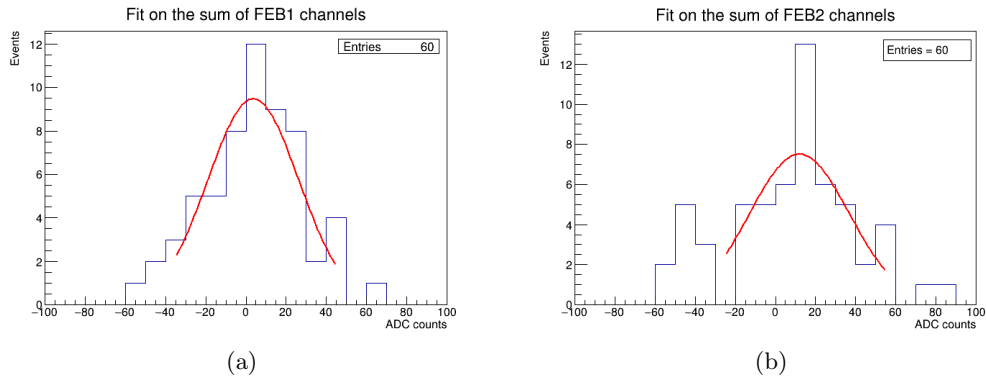 Fit on the sum of FEB1 channels
Events
Entries 60
12
10
8
6
4
2
0
−100 −80 −60 −40 −20 0 20 40 60 80 100
ADC counts
(a)
Fit on the sum of FEB2 channels
Events
Entries = 60
12
10
8
6
4
2
0
−100 −80 −60 −40 −20 0 20 40 60 80 100
ADC counts
(b)